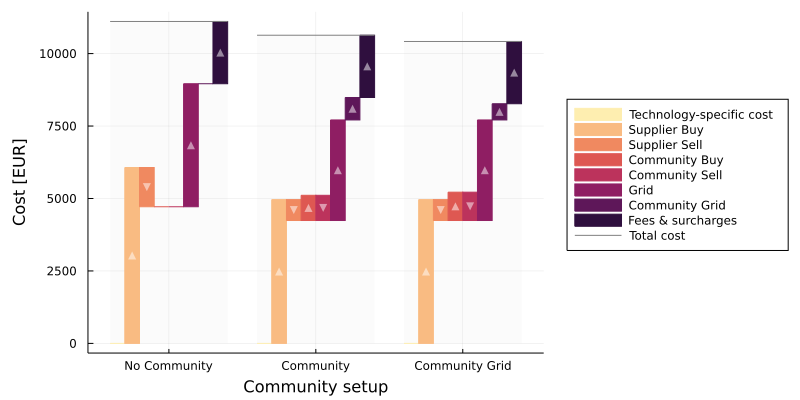 10000
7500
5000
2500
0
Cost [EUR]
No Community
Community
Community Grid
Community setup
Technology-specific cost
Supplier Buy
Supplier Sell
Community Buy
Community Sell
Grid
Community Grid
Fees & surcharges
Total cost